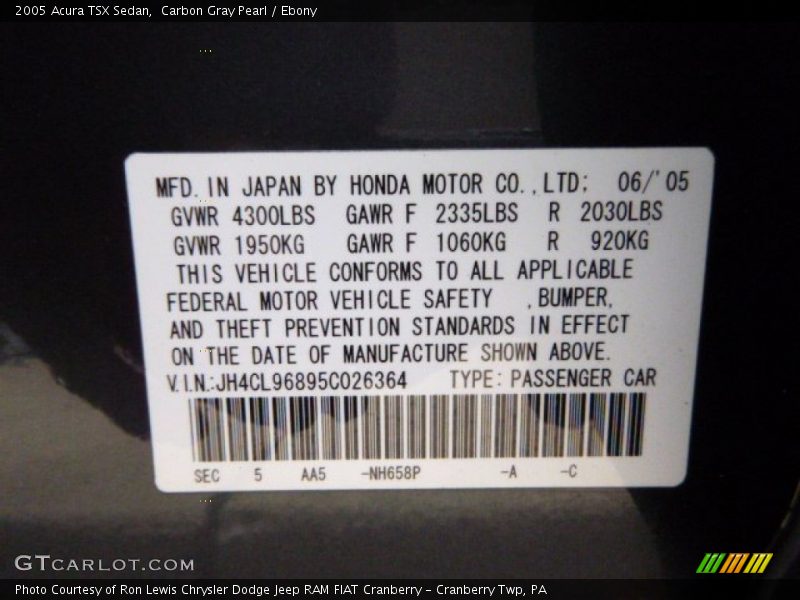 2005 Acura TSX Sedan,  Carbon Gray Pearl / Ebony
MFD. IN JAPAN BY HONDA MOTOR CO., LTD; 06/'05
GVWR 4300LBS GAWR F 2335LBS R 2030LBS
GVWR 1950KG GAWR F 1060KG R 920KG
THIS VEHICLE CONFORMS TO ALL APPLICABLE
FEDERAL MOTOR VEHICLE SAFETY , BUMPER,
AND THEFT PREVENTION STANDARDS IN EFFECT
ON THE DATE OF MANUFACTURE SHOWN ABOVE.
V.I.N.:JH4CL96895C026364 TYPE: PASSENGER CAR
SEC 5 AA5 -NH658P -A -C
GTCARLOT.COM
Photo Courtesy of Ron Lewis Chrysler Dodge Jeep RAM FIAT Cranberry – Cranberry Twp, PA